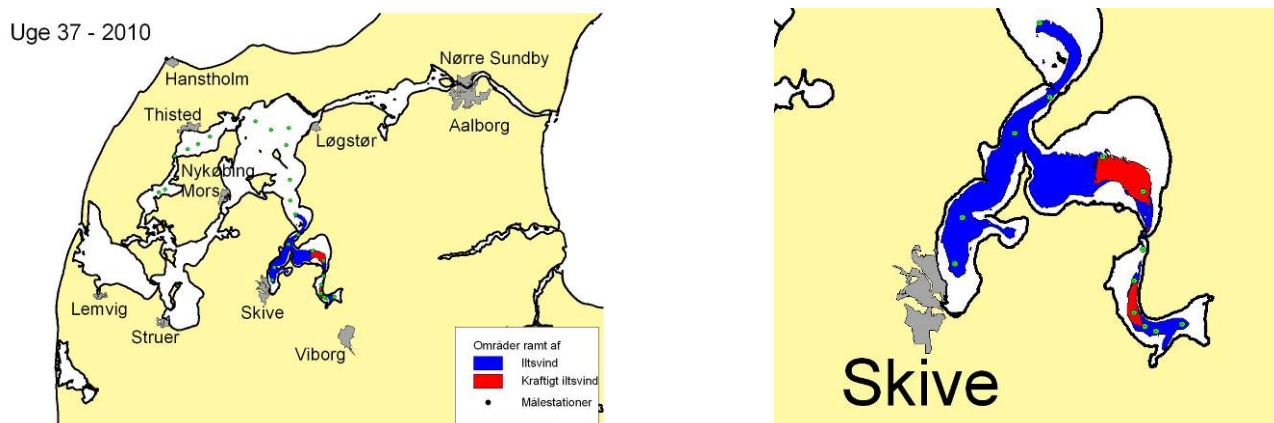 Uge 37 - 2010
Hanstholm
Nørre Sundby
Thisted
Aalborg
Løgstør
Nykøbing
Mors
Lemvig
Struer
Skive
Viborg
Områder ramt af
Iltsvind
Kraftigt iltsvind
Målestationer
3
Skive